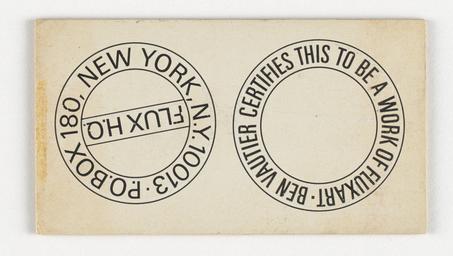 P.O.BOX 180, NEW YORK, N.Y. 10013 ·
FLUX H.Q.
BEN VAUTIER CERTIFIES THIS TO BE A WORK OF FLUXART ·